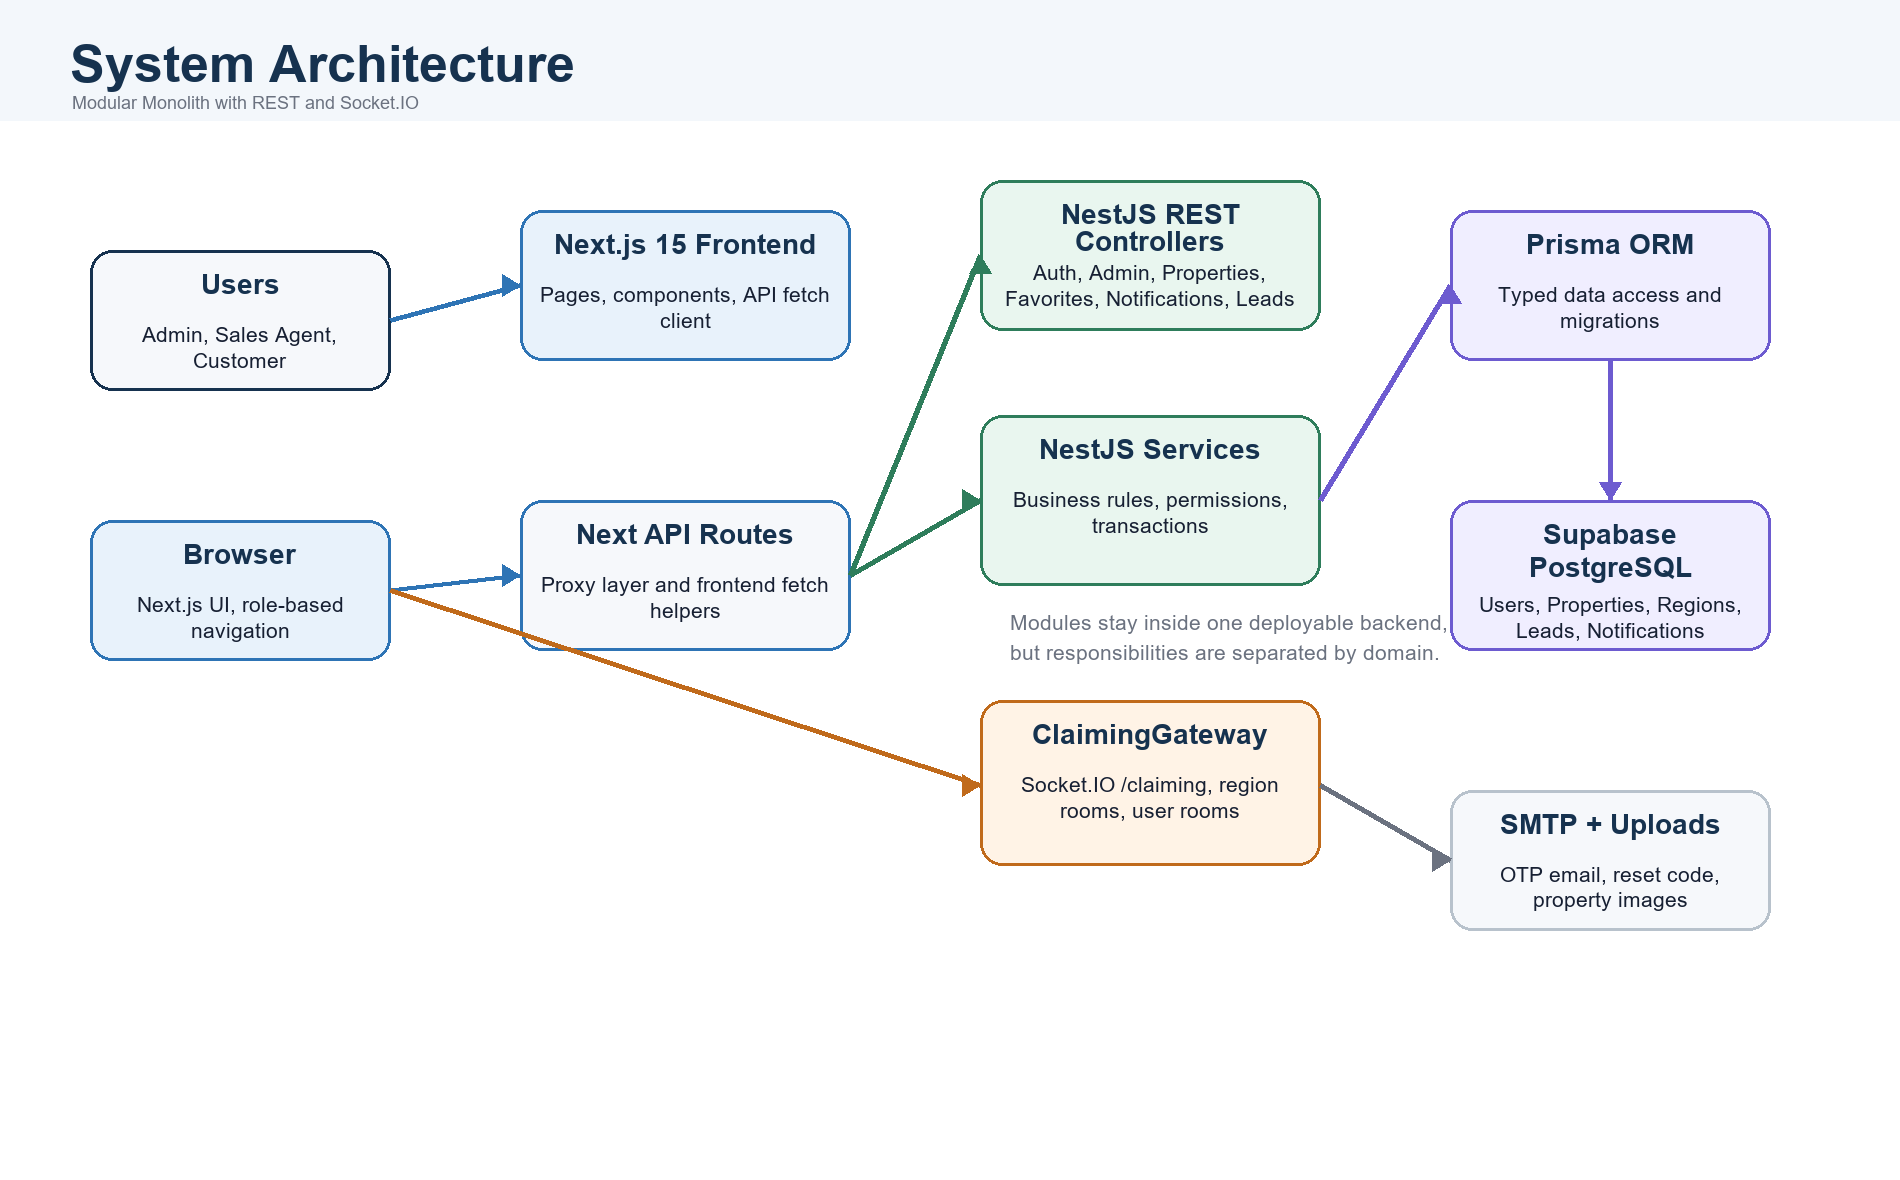 System Architecture
Modular Monolith with REST and Socket.IO
Users
Admin, Sales Agent,
Customer
Next.js 15 Frontend
Pages, components, API fetch
client
NestJS REST
Controllers
Auth, Admin, Properties,
Favorites, Notifications, Leads
Prisma ORM
Typed data access and
migrations
Browser
Next.js UI, role-based
navigation
Next API Routes
Proxy layer and frontend fetch
helpers
NestJS Services
Business rules, permissions,
transactions
Supabase
PostgreSQL
Users, Properties, Regions,
Leads, Notifications
Modules stay inside one deployable backend,
but responsibilities are separated by domain.
ClaimingGateway
Socket.IO /claiming, region
rooms, user rooms
SMTP + Uploads
OTP email, reset code,
property images